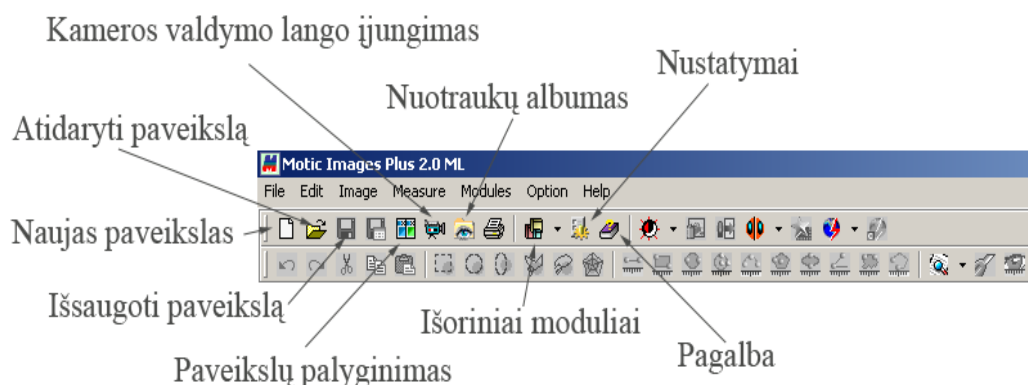 Kameros valdymo lango įjungimas
Nustatymai
Nuotraukų albumas
Atidaryti paveikslą
Motic Images Plus 2.0 ML
File Edit Image Measure Modules Option Help
Naujas paveikslas
Išsaugoti paveikslą
Išoriniai moduliai
Pagalba
Paveikslų palyginimas